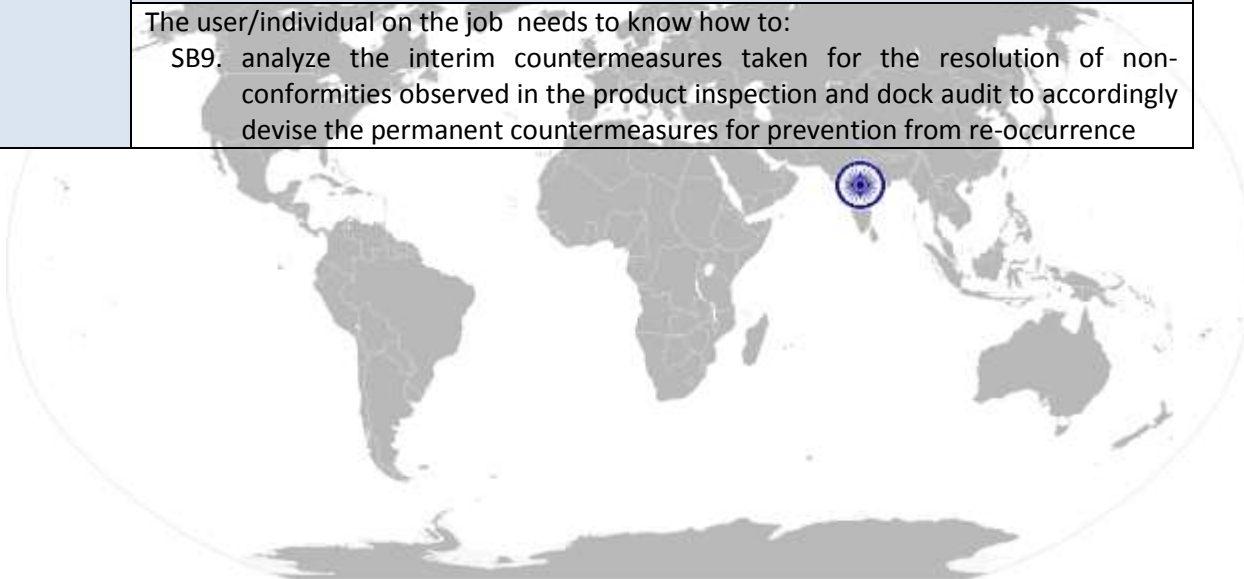 The user/individual on the job needs to know how to:
SB9. analyze the interim countermeasures taken for the resolution of non-
conformities observed in the product inspection and dock audit to accordingly
devise the permanent countermeasures for prevention from re-occurrence